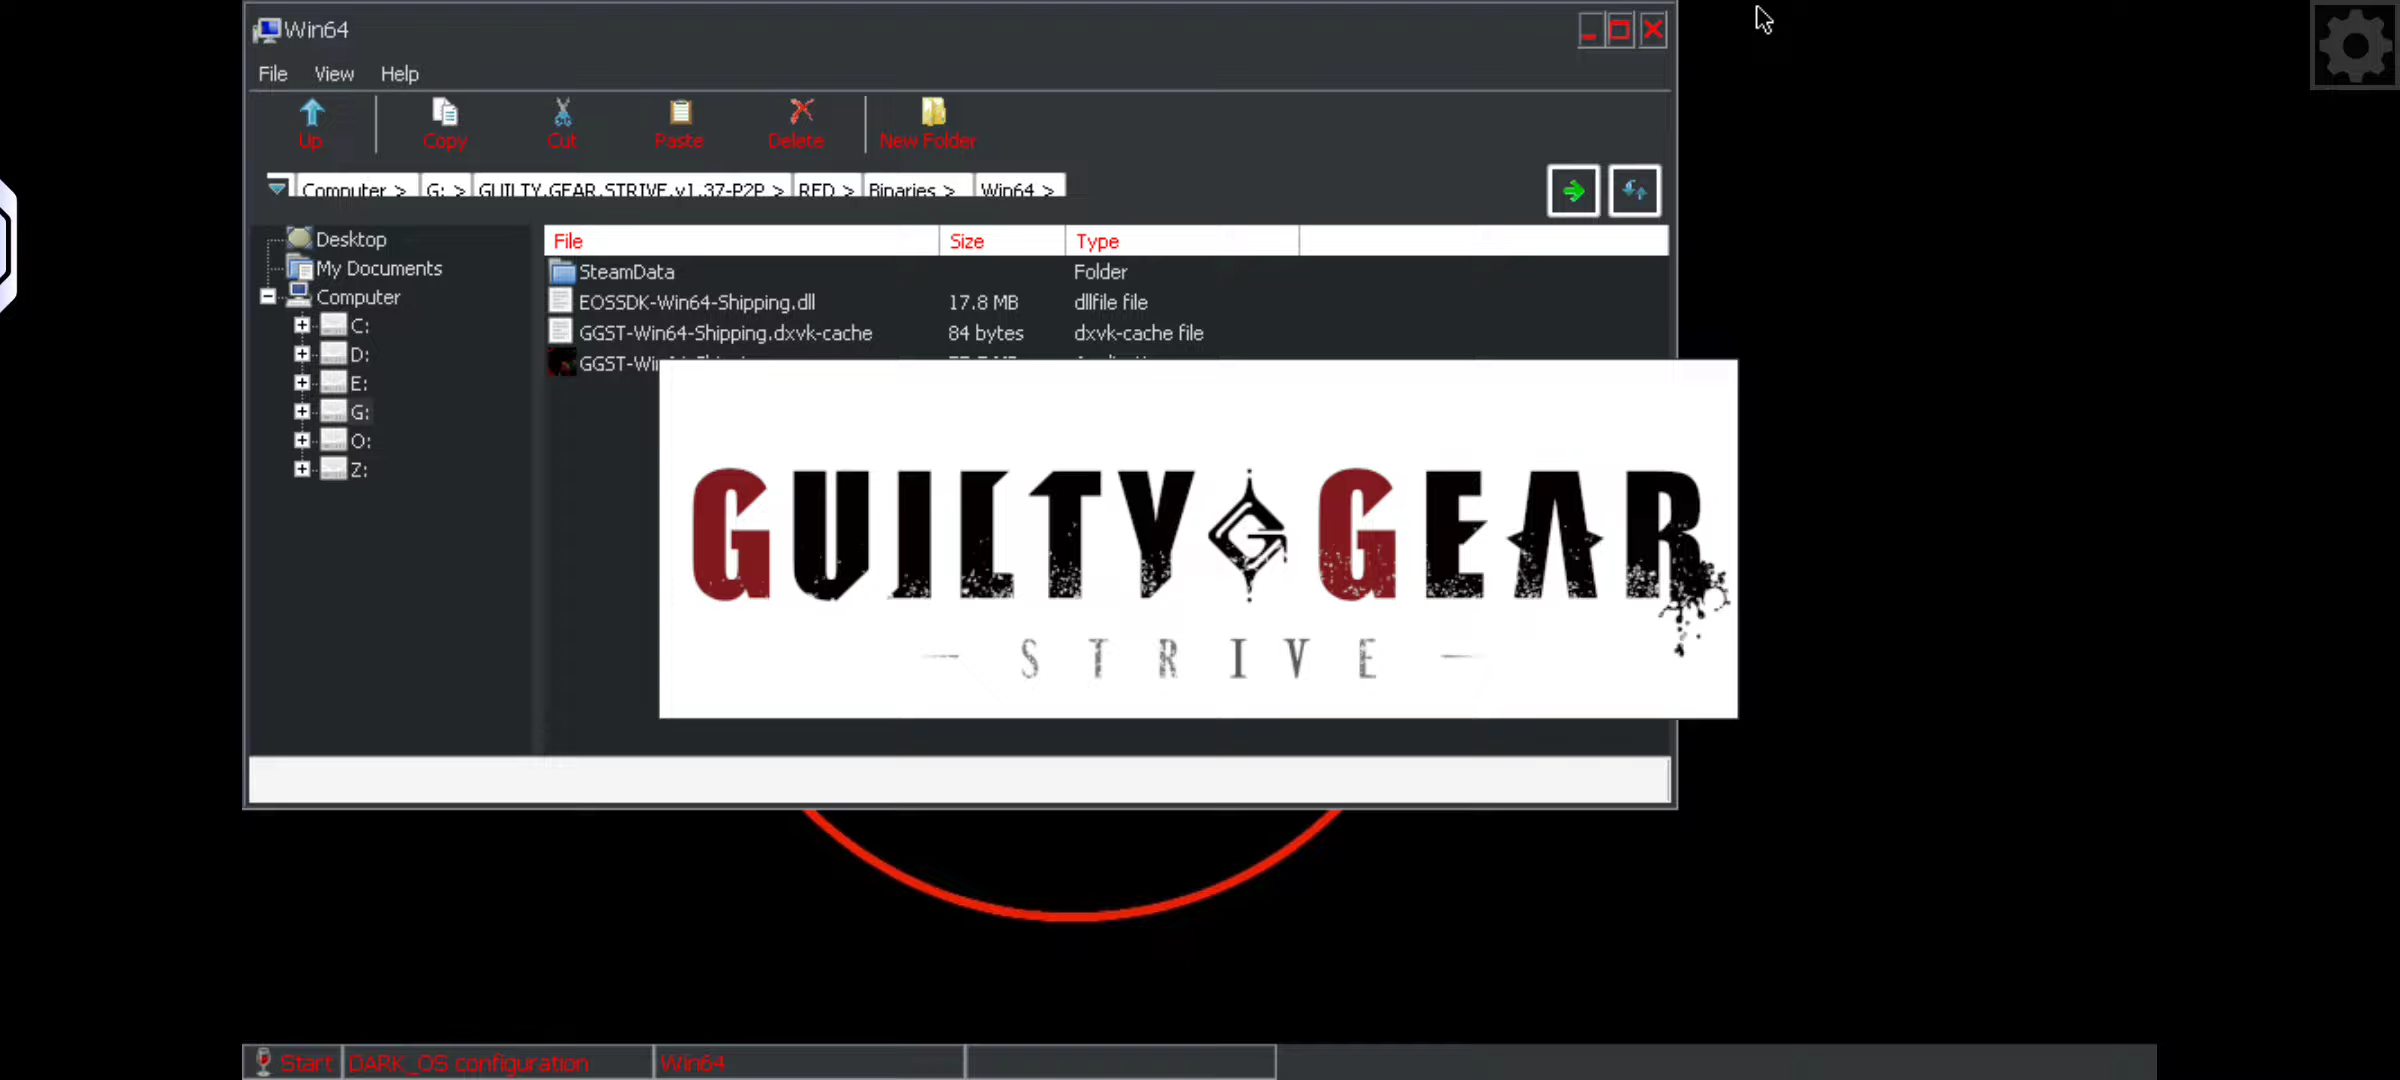 Win64
File View Help
Up Copy Cut Paste Delete New Folder
Computer > G: > GUILTY.GEAR.STRIVE.v1.37-P2P > RED > Binaries > Win64 >
Desktop
My Documents
Computer
C:
D:
E:
G:
O:
Z:
File Size Type
SteamData Folder
EOSSDK-Win64-Shipping.dll 17.8 MB dllfile file
GGST-Win64-Shipping.dxvk-cache 84 bytes dxvk-cache file
GUILTY GEAR
STRIVE
Start DARK_OS configuration Win64